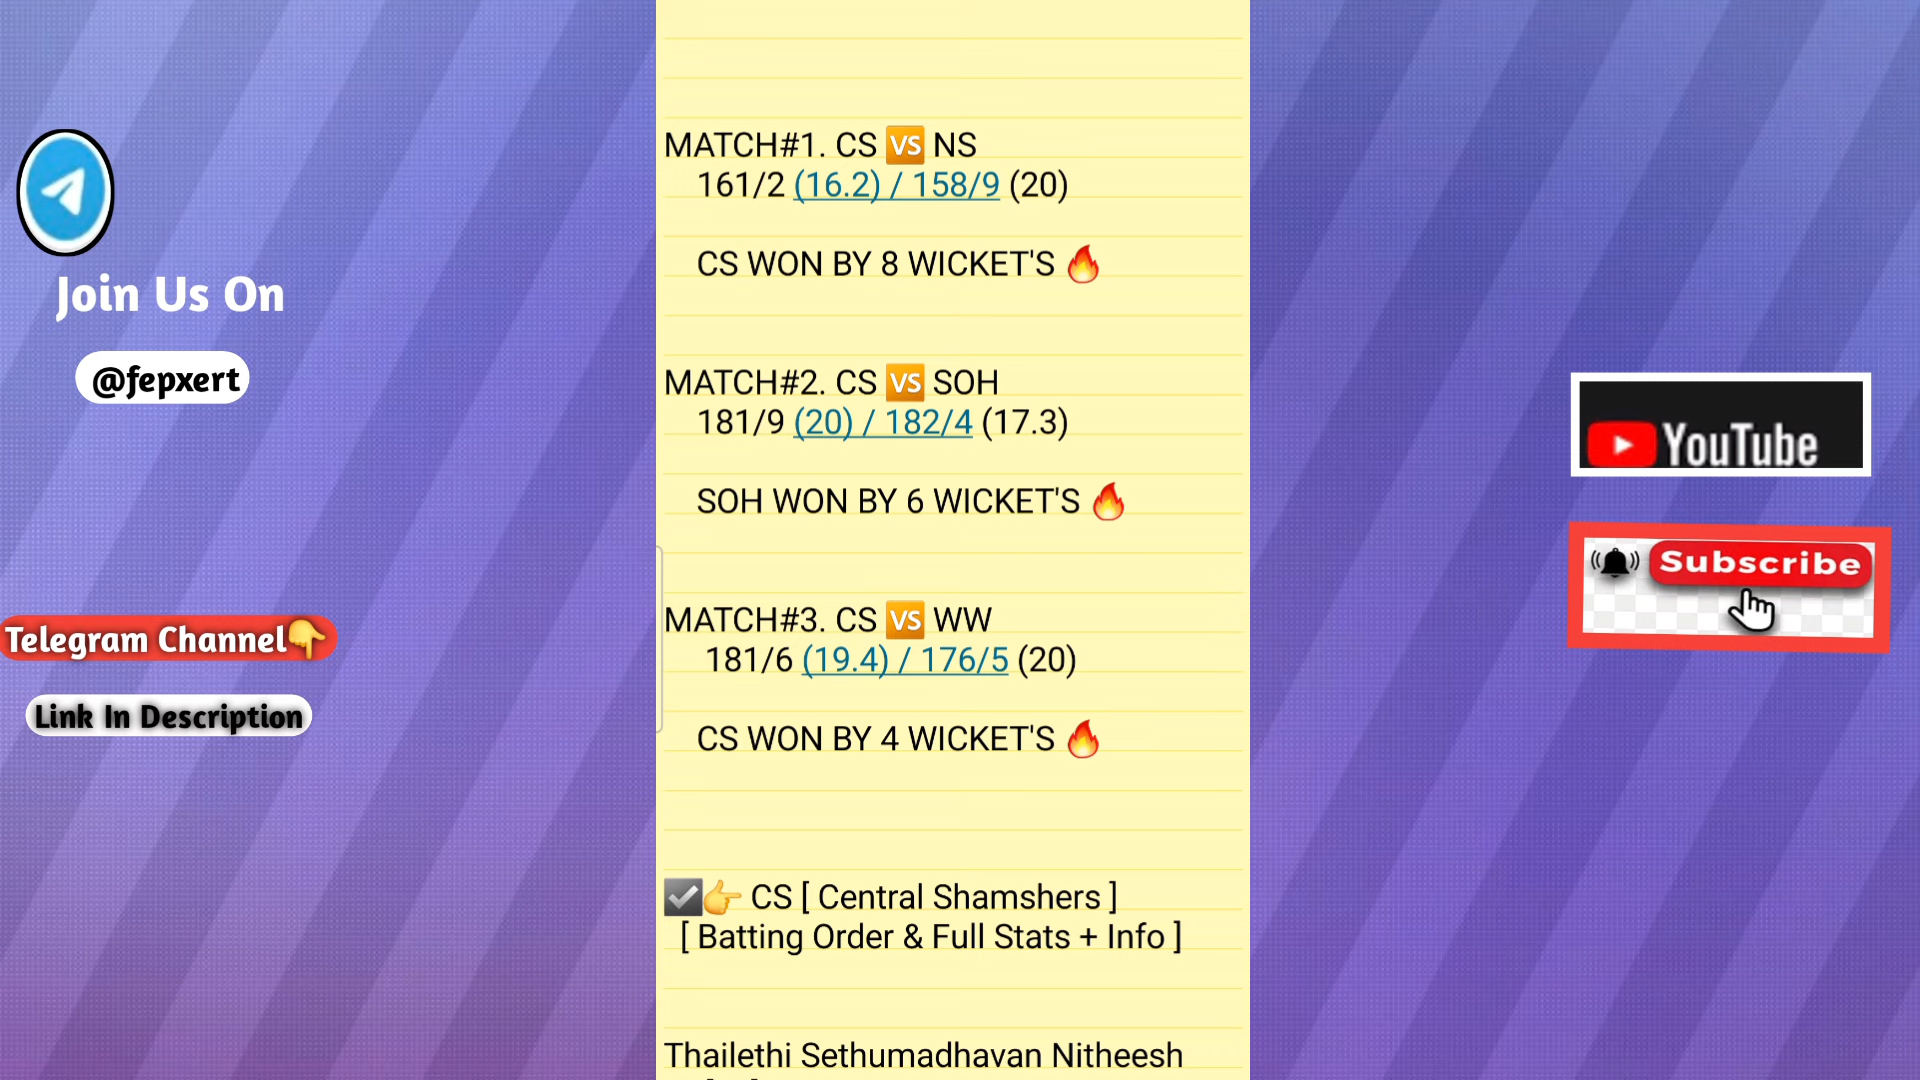 MATCH#1. CS 🆚 NS
161/2 (16.2) / 158/9 (20)
CS WON BY 8 WICKET'S 🔥
MATCH#2. CS 🆚 SOH
181/9 (20) / 182/4 (17.3)
SOH WON BY 6 WICKET'S 🔥
MATCH#3. CS 🆚 WW
181/6 (19.4) / 176/5 (20)
CS WON BY 4 WICKET'S 🔥
☑👉 CS [ Central Shamshers ]
[ Batting Order & Full Stats + Info ]
Thailethi Sethumadhavan Nitheesh
Join Us On
@fepxert
Telegram Channel👇
Link In Description
YouTube
Subscribe